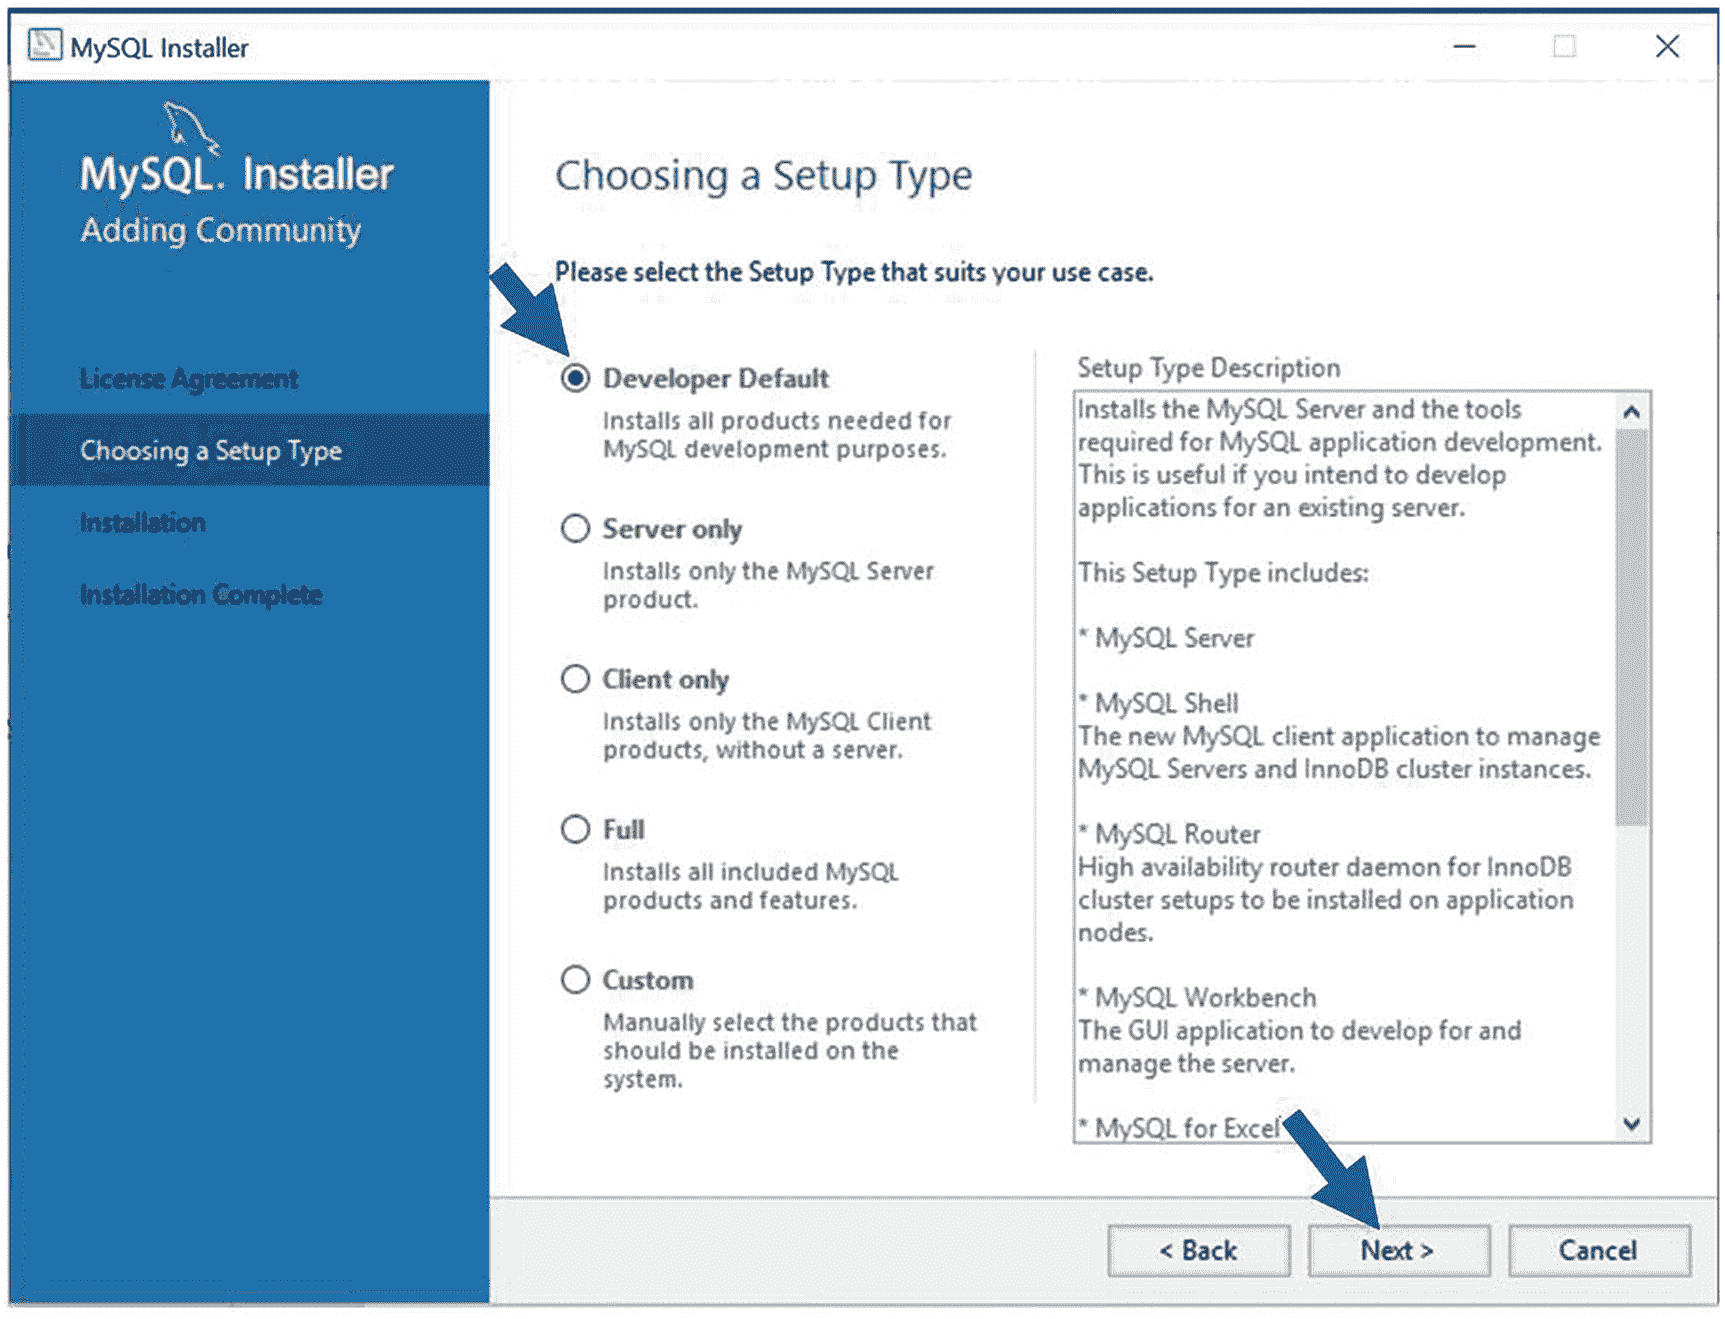 MySQL Installer
MySQL. Installer
Adding Community
License Agreement
Choosing a Setup Type
Installation
Installation Complete
Choosing a Setup Type
Please select the Setup Type that suits your use case.
Developer Default
Installs all products needed for
MySQL development purposes.
Server only
Installs only the MySQL Server
product.
Client only
Installs only the MySQL Client
products, without a server.
Full
Installs all included MySQL
products and features.
Custom
Manually select the products that
should be installed on the
system.
Setup Type Description
Installs the MySQL Server and the tools
required for MySQL application development.
This is useful if you intend to develop
applications for an existing server.
This Setup Type includes:
* MySQL Server
* MySQL Shell
The new MySQL client application to manage
MySQL Servers and InnoDB cluster instances.
* MySQL Router
High availability router daemon for InnoDB
cluster setups to be installed on application
nodes.
* MySQL Workbench
The GUI application to develop for and
manage the server.
* MySQL for Excel
< Back
Next >
Cancel